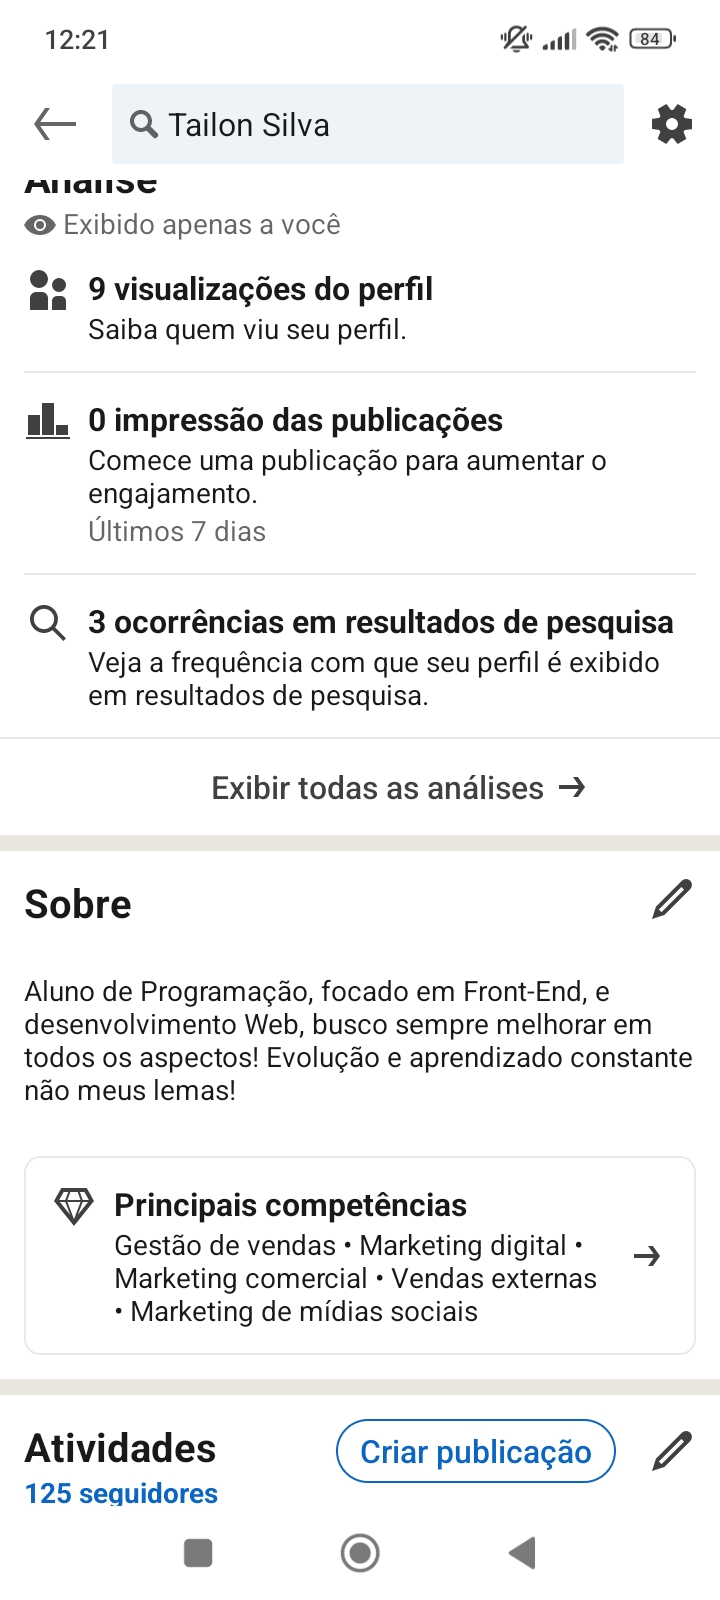 12:21
84
Tailon Silva
Análise
Exibido apenas a você
9 visualizações do perfil
Saiba quem viu seu perfil.
0 impressão das publicações
Comece uma publicação para aumentar o
engajamento.
Últimos 7 dias
3 ocorrências em resultados de pesquisa
Veja a frequência com que seu perfil é exibido
em resultados de pesquisa.
Exibir todas as análises →
Sobre
Aluno de Programação, focado em Front-End, e
desenvolvimento Web, busco sempre melhorar em
todos os aspectos! Evolução e aprendizado constante
não meus lemas!
Principais competências
Gestão de vendas • Marketing digital •
Marketing comercial • Vendas externas
• Marketing de mídias sociais
Atividades
Criar publicação
125 seguidores